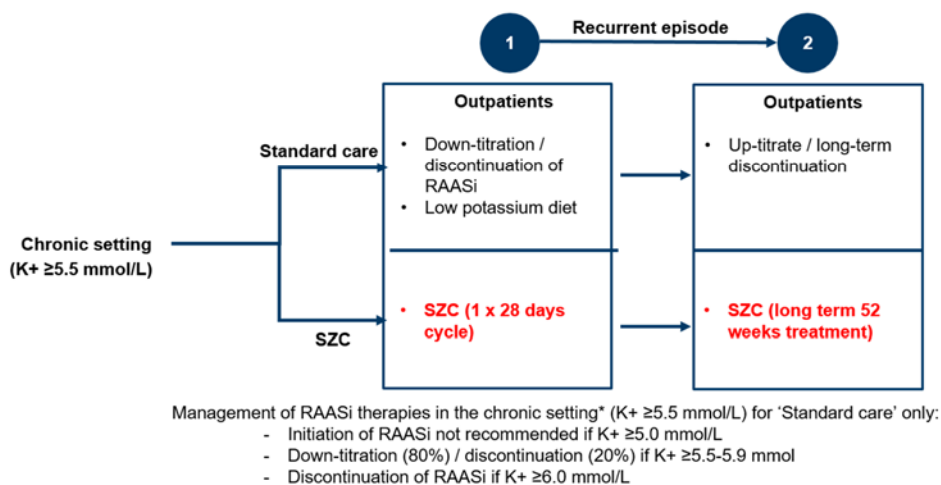 Recurrent episode
1
2
Outpatients
Outpatients
Standard care
• Down-titration /
discontinuation of
RAASi
• Low potassium diet
• Up-titrate / long-term
discontinuation
Chronic setting
(K+ ≥5.5 mmol/L)
SZC
• SZC (1 x 28 days
cycle)
• SZC (long term 52
weeks treatment)
Management of RAASi therapies in the chronic setting* (K+ ≥5.5 mmol/L) for ‘Standard care’ only:
- Initiation of RAASi not recommended if K+ ≥5.0 mmol/L
- Down-titration (80%) / discontinuation (20%) if K+ ≥5.5-5.9 mmol
- Discontinuation of RAASi if K+ ≥6.0 mmol/L